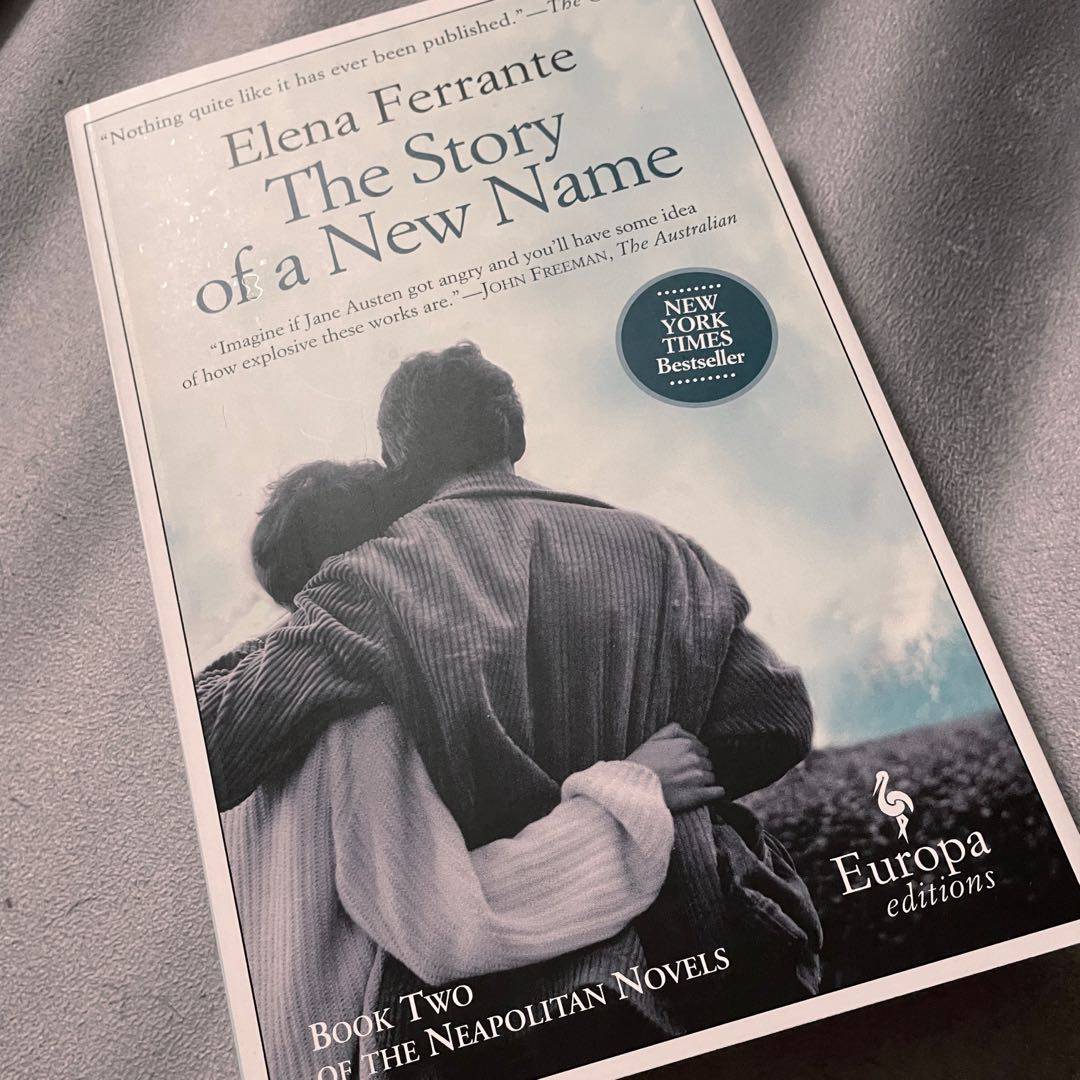 “Nothing quite like it has ever been published.”—The
Elena Ferrante
The Story
of a New Name
“Imagine if Jane Austen got angry and you’ll have some idea
of how explosive these works are.”—John Freeman, The Australian
NEW
YORK
TIMES
Bestseller
Europa
editions
Book Two
of the Neapolitan Novels